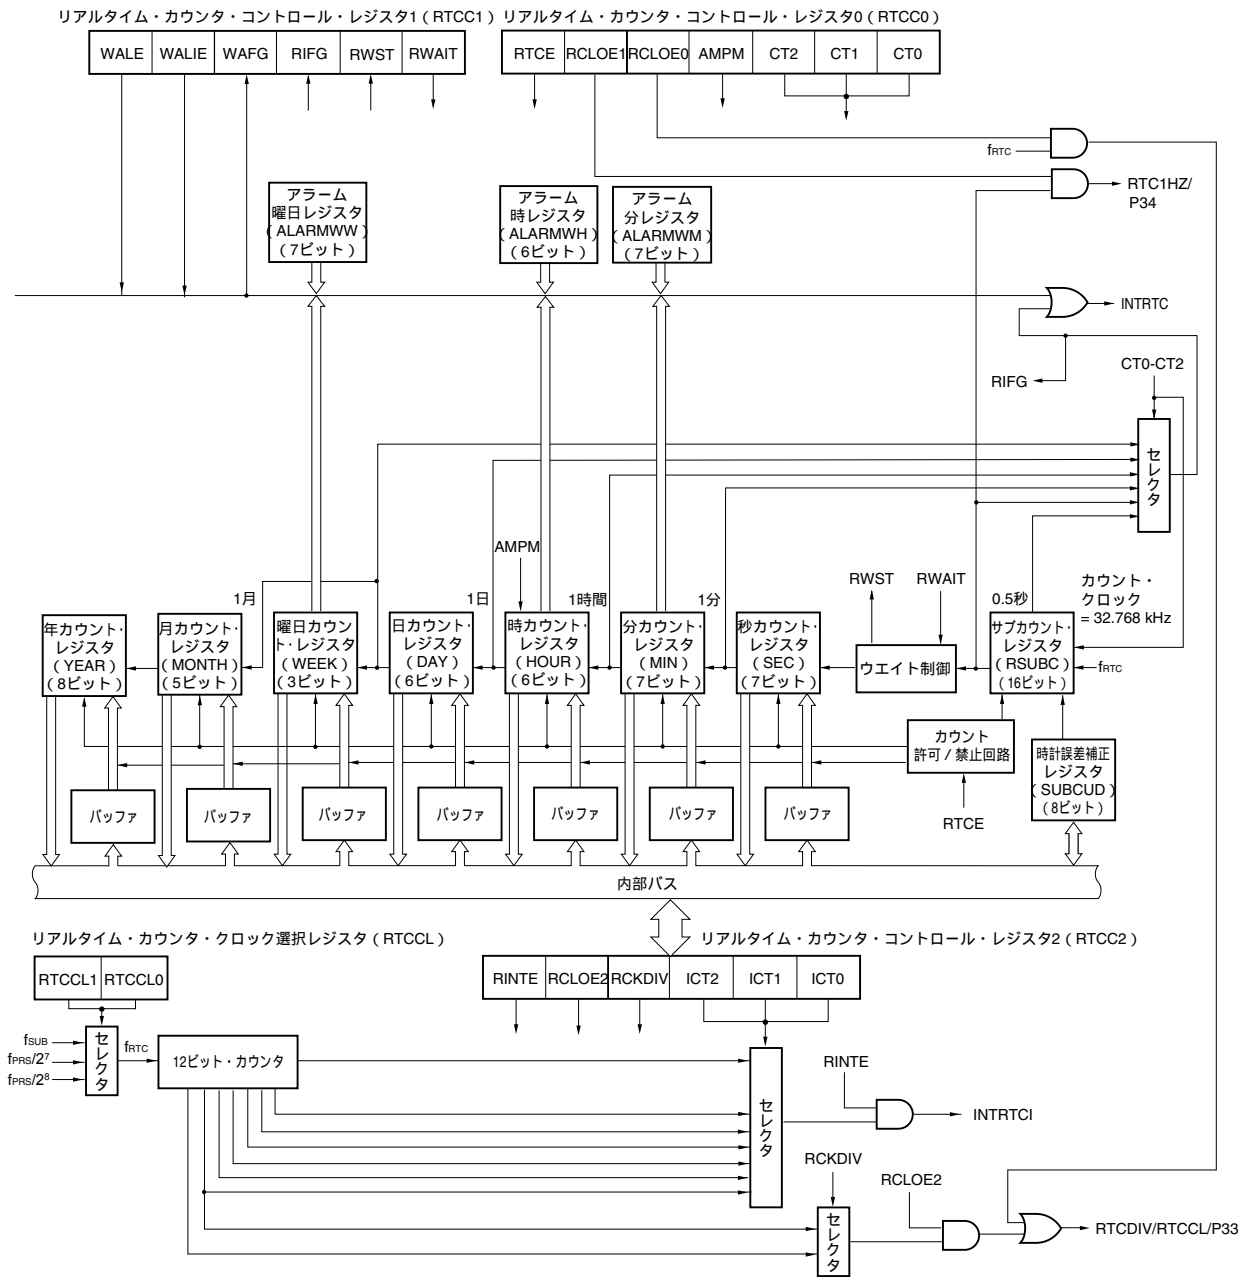 リアルタイム・カウンタ・コントロール・レジスタ1（RTCC1）
リアルタイム・カウンタ・コントロール・レジスタ0（RTCC0）
WALE
WALIE
WAFG
RIFG
RWST
RWAIT
RTCE
RCLOE1
RCLOE0
AMPM
CT2
CT1
CT0
fRTC
RTC1HZ/
P34
アラーム
曜日レジスタ
（ALARMWW）
（7ビット）
アラーム
時レジスタ
（ALARMWH）
（6ビット）
アラーム
分レジスタ
（ALARMWM）
（7ビット）
INTRTC
RIFG
CT0-CT2
セレクタ
AMPM
RWST
RWAIT
カウント・
クロック
= 32.768 kHz
1月
1日
1時間
1分
0.5秒
年カウント・
レジスタ
（YEAR）
（8ビット）
月カウント・
レジスタ
（MONTH）
（5ビット）
曜日カウン
ト・レジスタ
（WEEK）
（3ビット）
日カウント・
レジスタ
（DAY）
（6ビット）
時カウント・
レジスタ
（HOUR）
（6ビット）
分カウント・
レジスタ
（MIN）
（7ビット）
秒カウント・
レジスタ
（SEC）
（7ビット）
ウエイト制御
サブカウント・
レジスタ
（RSUBC）
（16ビット）
fRTC
カウント
許可／禁止回路
RTCE
時計誤差補正
レジスタ
（SUBCUD）
（8ビット）
バッファ
バッファ
バッファ
バッファ
バッファ
バッファ
バッファ
内部バス
リアルタイム・カウンタ・クロック選択レジスタ（RTCCL）
リアルタイム・カウンタ・コントロール・レジスタ2（RTCC2）
RTCCL1
RTCCL0
RINTE
RCLOE2
RCKDIV
ICT2
ICT1
ICT0
fSUB
fPRS/2⁷
fPRS/2⁸
セレクタ
fRTC
12ビット・カウンタ
セレクタ
RINTE
INTRTCI
RCKDIV
セレクタ
RCLOE2
RTCDIV/RTCCL/P33